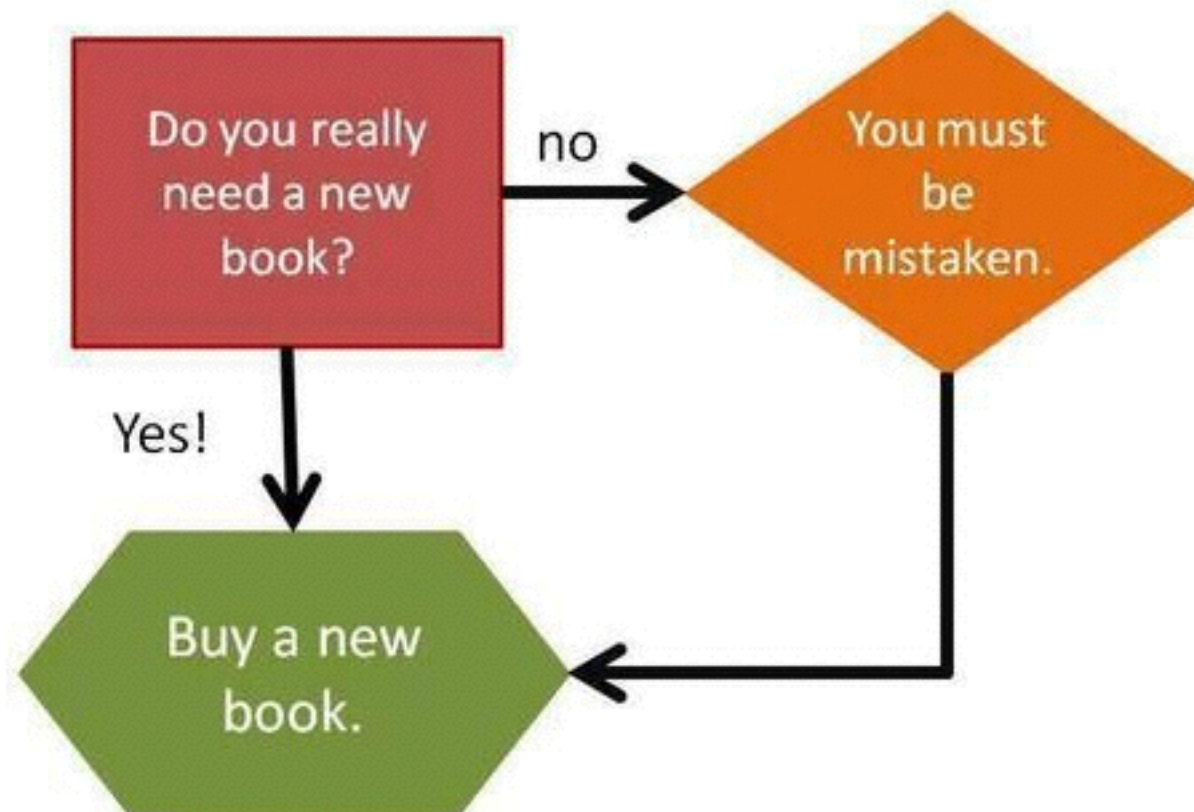 Do you really
need a new
book?
no
You must
be
mistaken.
Yes!
Buy a new
book.